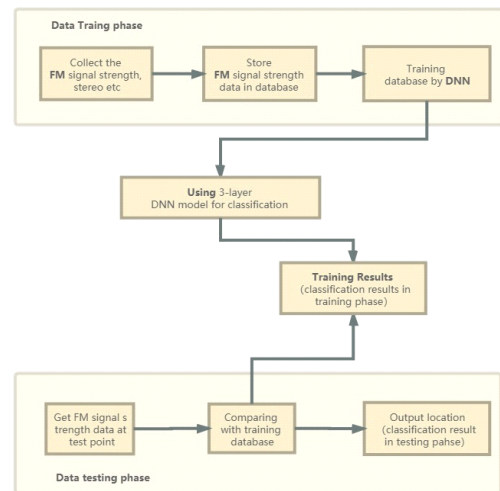 Data Traing phase
Collect the
FM signal strength,
stereo etc
Store
FM signal strength
data in database
Training
database by DNN
Using 3-layer
DNN model for classification
Training Results
(classification results in
training phase)
Get FM signal s
trength data at
test point
Comparing
with training
database
Output location
(classification result
in testing pahse)
Data testing phase